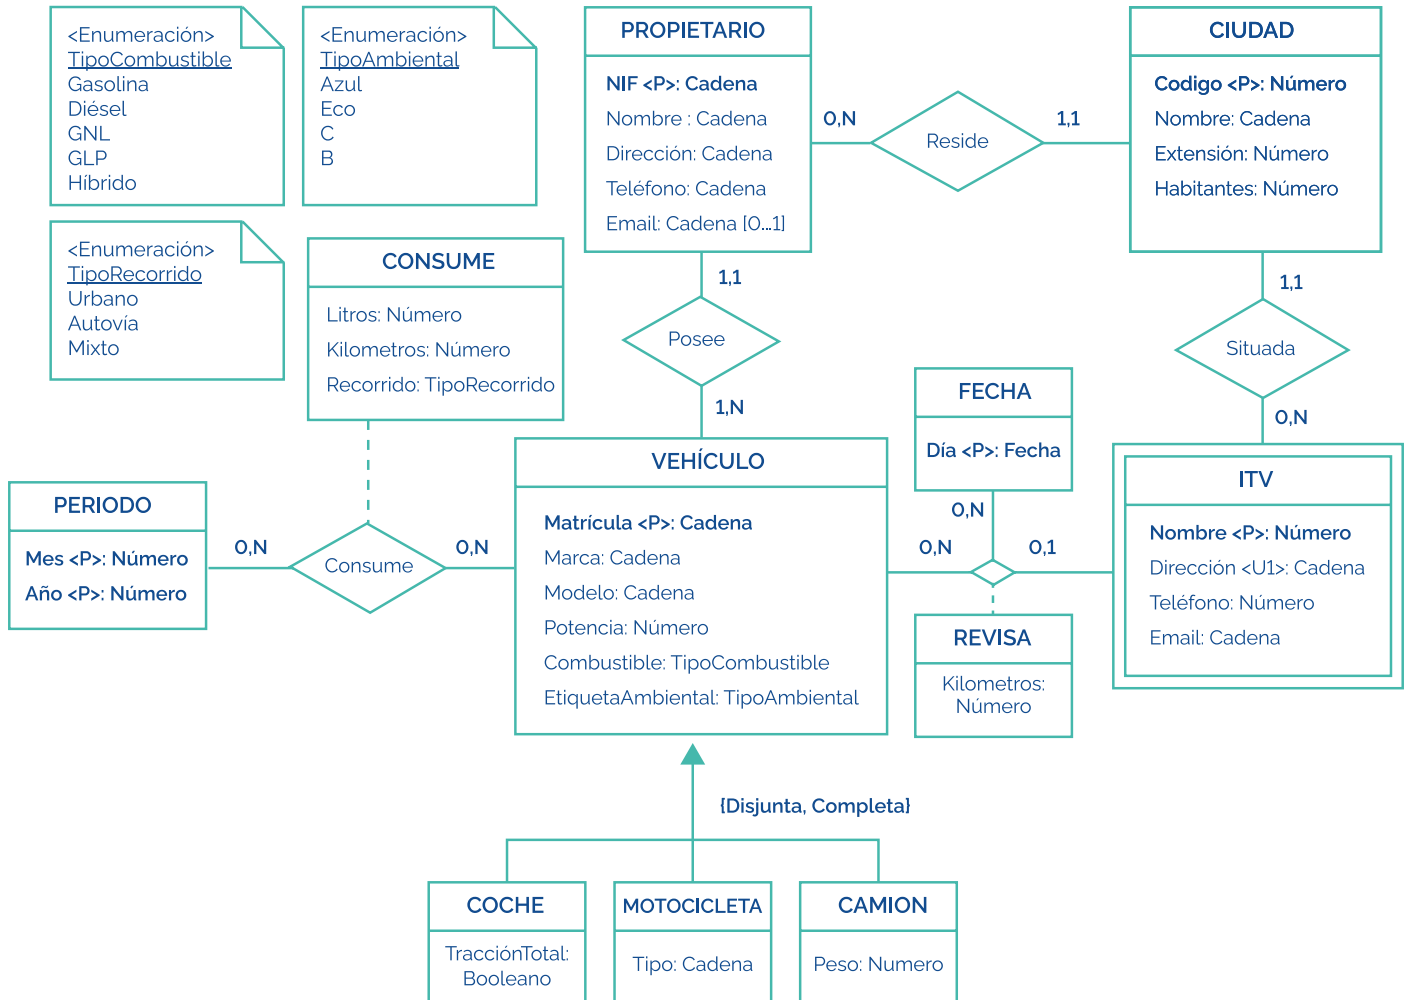 <Enumeración>
TipoCombustible
Gasolina
Diésel
GNL
GLP
Híbrido
<Enumeración>
TipoAmbiental
Azul
Eco
C
B
PROPIETARIO
NIF <P>: Cadena
Nombre : Cadena
Dirección: Cadena
Teléfono: Cadena
Email: Cadena [0...1]
0,N
Reside
1,1
CIUDAD
Codigo <P>: Número
Nombre: Cadena
Extensión: Número
Habitantes: Número
<Enumeración>
TipoRecorrido
Urbano
Autovía
Mixto
CONSUME
Litros: Número
Kilometros: Número
Recorrido: TipoRecorrido
1,1
Posee
1,N
1,1
Situada
0,N
FECHA
Día <P>: Fecha
0,N
PERIODO
Mes <P>: Número
Año <P>: Número
0,N
Consume
0,N
VEHÍCULO
Matrícula <P>: Cadena
Marca: Cadena
Modelo: Cadena
Potencia: Número
Combustible: TipoCombustible
EtiquetaAmbiental: TipoAmbiental
0,N
0,1
REVISA
Kilometros:
Número
ITV
Nombre <P>: Número
Dirección <U1>: Cadena
Teléfono: Número
Email: Cadena
{Disjunta, Completa}
COCHE
TracciónTotal:
Booleano
MOTOCICLETA
Tipo: Cadena
CAMION
Peso: Numero